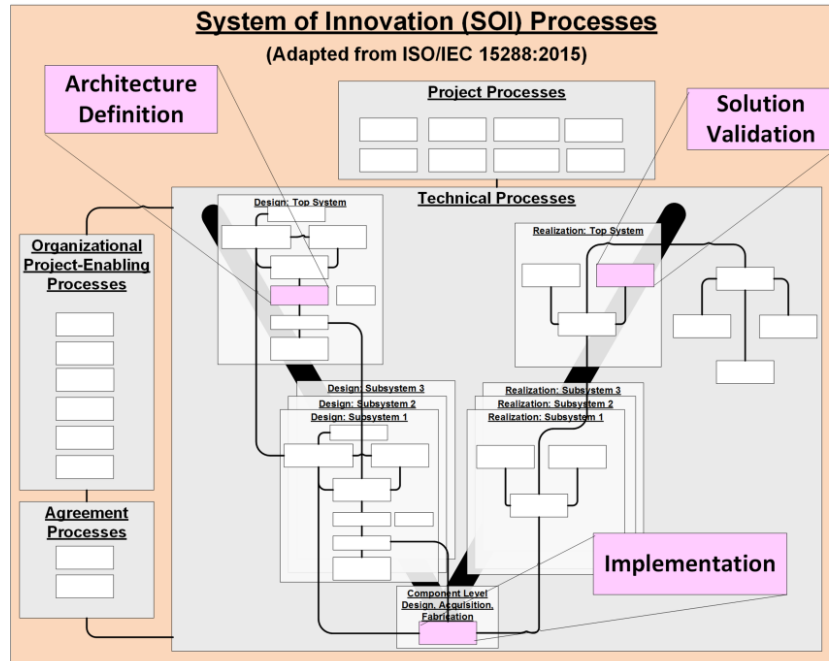 System of Innovation (SOI) Processes
(Adapted from ISO/IEC 15288:2015)
Architecture
Definition
Project Processes
Solution
Validation
Technical Processes
Design: Top System
Realization: Top System
Organizational
Project-Enabling
Processes
Design: Subsystem 3
Design: Subsystem 2
Design: Subsystem 1
Realization: Subsystem 3
Realization: Subsystem 2
Realization: Subsystem 1
Agreement
Processes
Implementation
Component Level
Design, Acquisition,
Fabrication